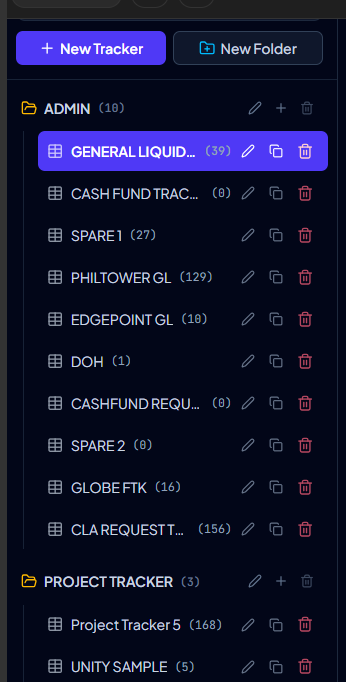 New Tracker
New Folder
ADMIN (10)
GENERAL LIQUID... (39)
CASH FUND TRAC... (0)
SPARE 1 (27)
PHILTOWER GL (129)
EDGEPOINT GL (10)
DOH (1)
CASHFUND REQU... (0)
SPARE 2 (0)
GLOBE FTK (16)
CLA REQUEST T... (156)
PROJECT TRACKER (3)
Project Tracker 5 (168)
UNITY SAMPLE (5)